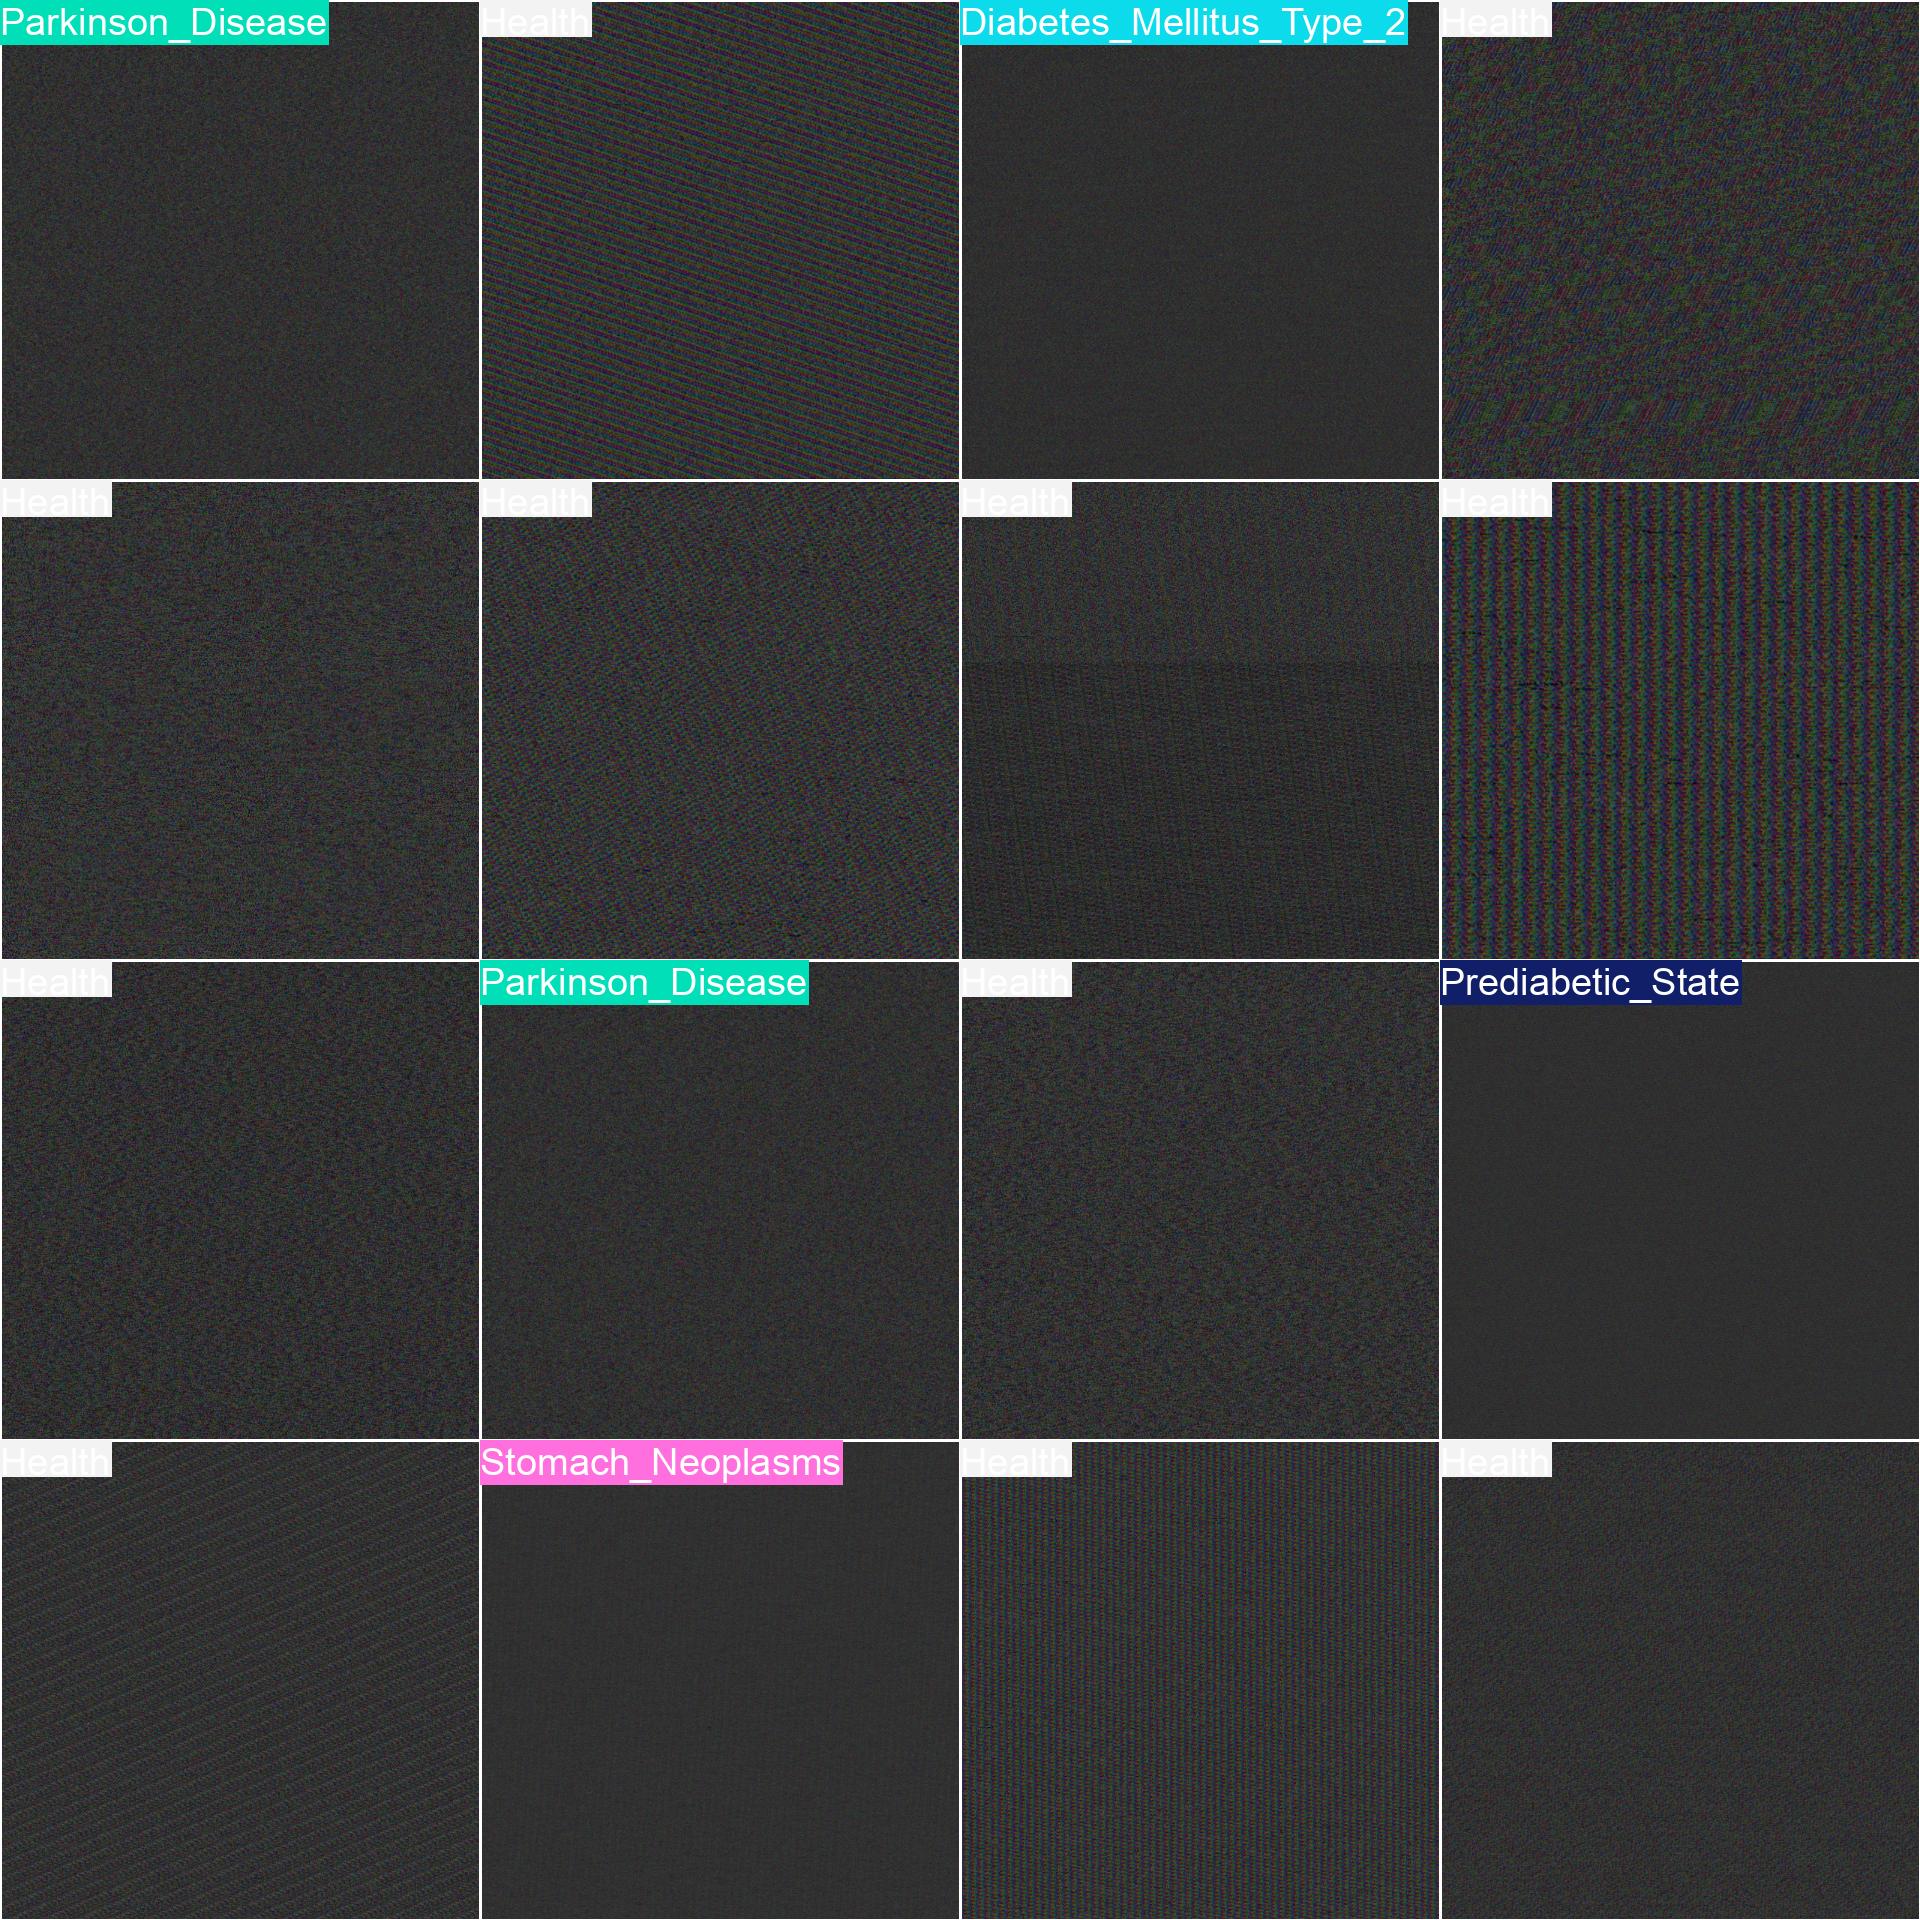 Parkinson_Disease
Health
Diabetes_Mellitus_Type_2
Health
Health
Health
Health
Health
Health
Parkinson_Disease
Health
Prediabetic_State
Health
Stomach_Neoplasms
Health
Health